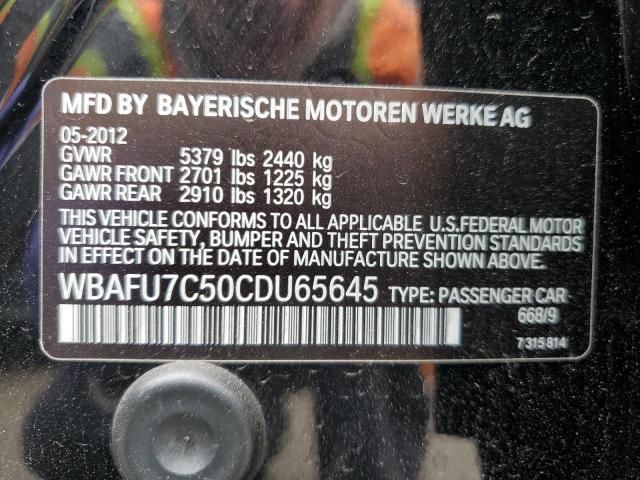 MFD BY BAYERISCHE MOTOREN WERKE AG
05-2012
GVWR 5379 lbs 2440 kg
GAWR FRONT 2701 lbs 1225 kg
GAWR REAR 2910 lbs 1320 kg
THIS VEHICLE CONFORMS TO ALL APPLICABLE U.S.FEDERAL MOTOR
VEHICLE SAFETY, BUMPER AND THEFT PREVENTION STANDARDS IN
EFFECT ON THE DATE OF MANUFACTURE SHOWN ABOVE.
WBAFU7C50CDU65645 TYPE: PASSENGER CAR
668/9
7 315 814